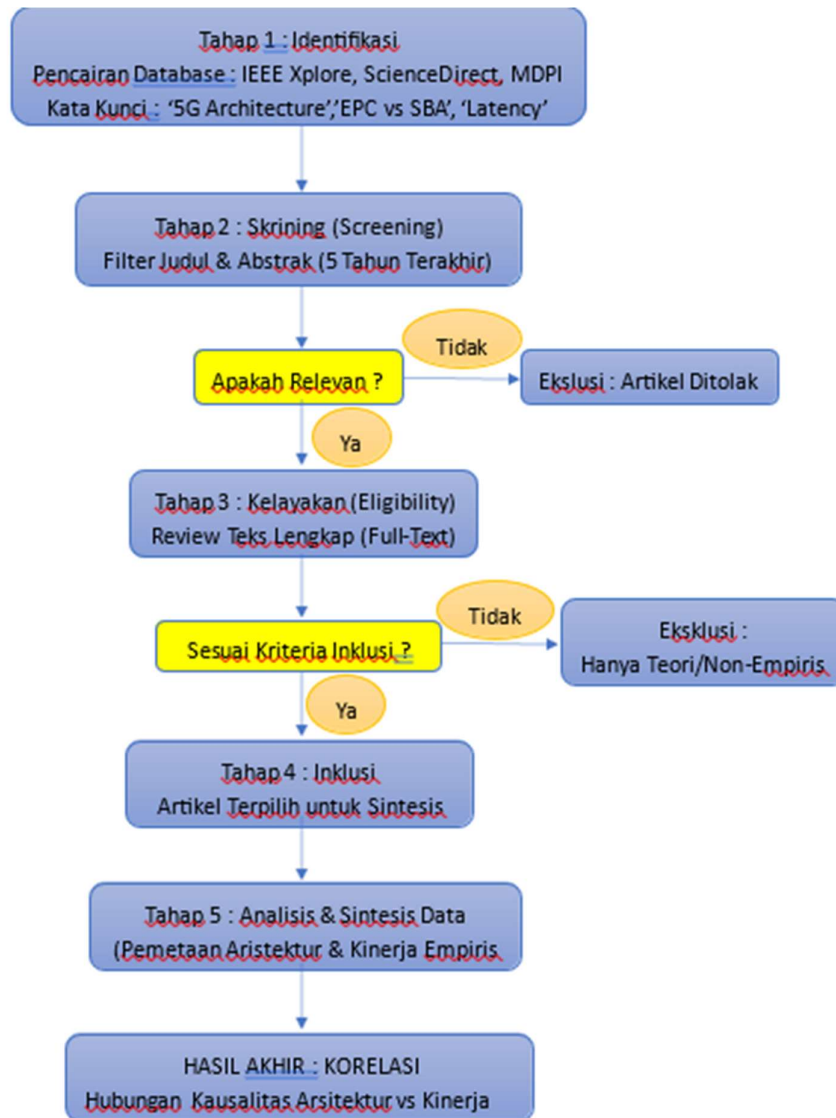 Tahap 1 : Identifikasi
Pencairan Database : IEEE Xplore, ScienceDirect, MDPI
Kata Kunci : ‘5G Architecture’,’EPC vs SBA’, ‘Latency’
Tahap 2 : Skrining (Screening)
Filter Judul & Abstrak (5 Tahun Terakhir)
Apakah Relevan ?
Tidak
Ekslusi : Artikel Ditolak
Ya
Tahap 3 : Kelayakan (Eligibility)
Review Teks Lengkap (Full-Text)
Sesuai Kriteria Inklusi ?
Tidak
Eksklusi :
Hanya Teori/Non-Empiris
Ya
Tahap 4 : Inklusi
Artikel Terpilih untuk Sintesis
Tahap 5 : Analisis & Sintesis Data
(Pemetaan Aristektur & Kinerja Empiris
HASIL AKHIR : KORELASI
Hubungan Kausalitas Arsitektur vs Kinerja